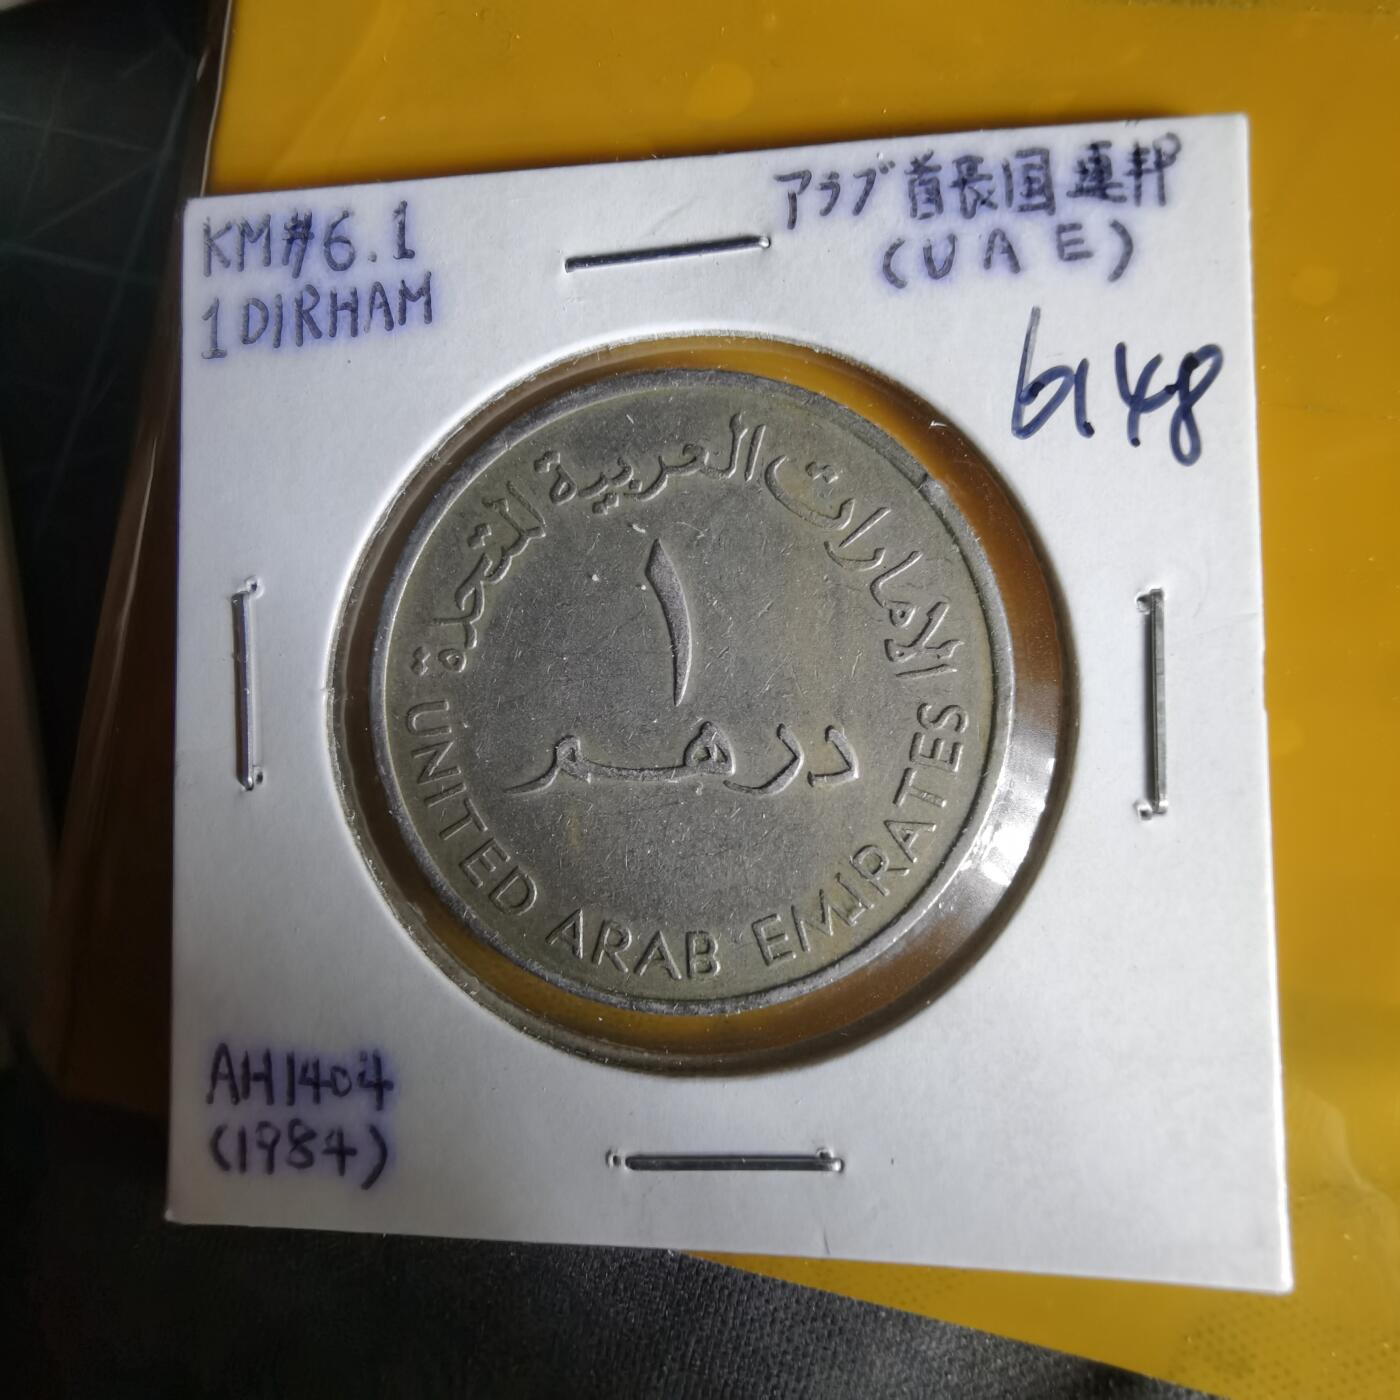 KM#6.1
1 DIRHAM
アラブ首長国連邦
(UAE)
6148
الإمارات العربية المتحدة
١
درهم
UNITED ARAB EMIRATES
AH1404
(1984)